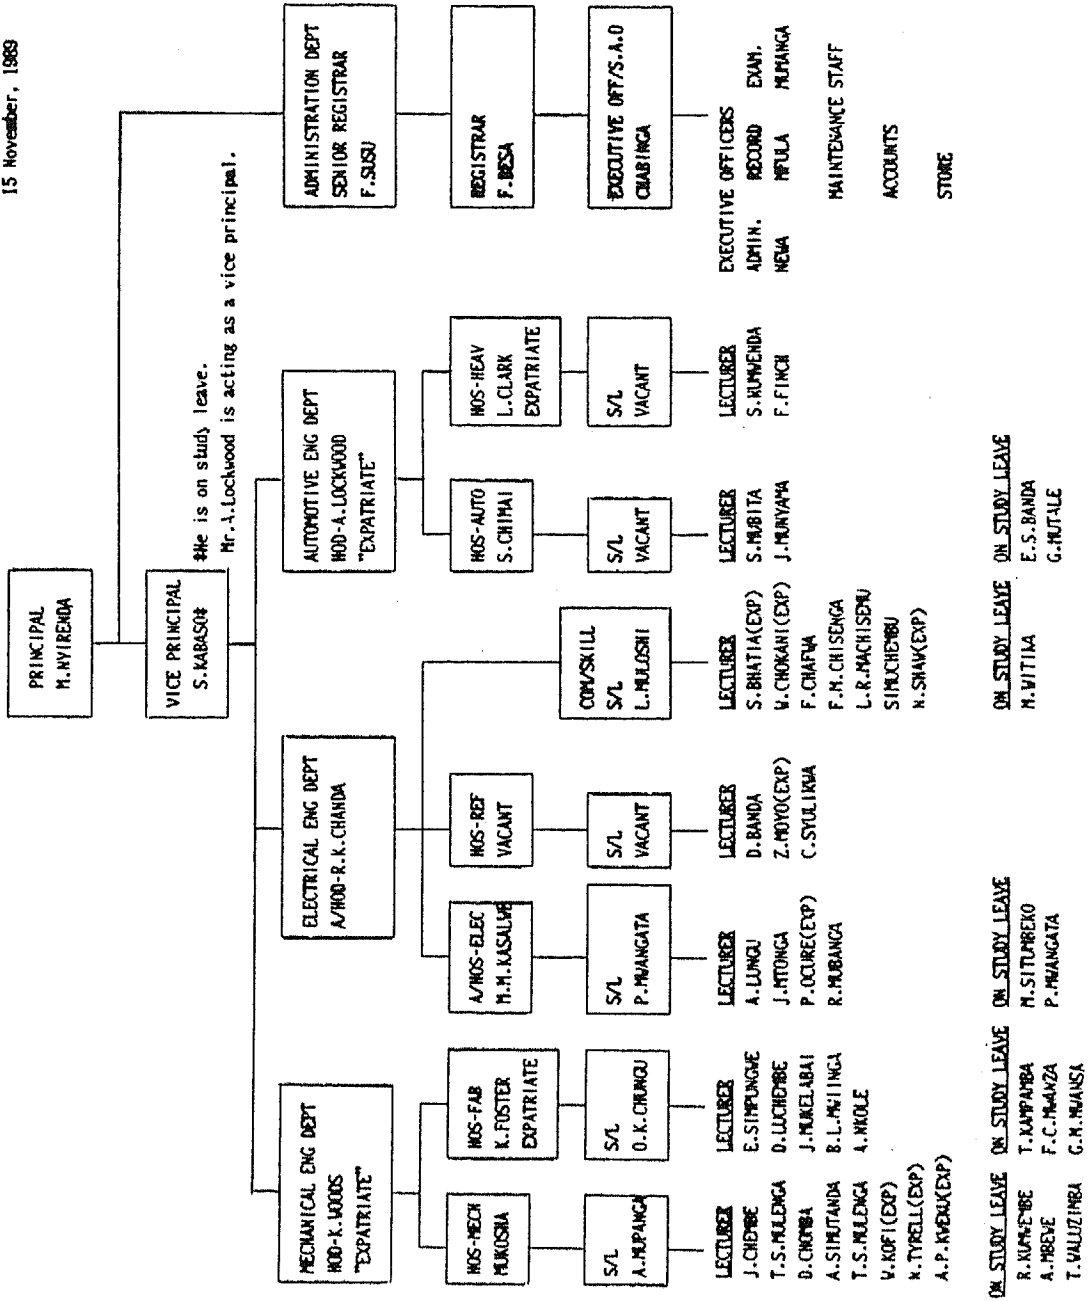 15 November, 1989
PRINCIPAL
M.NYIRENDA
VICE PRINCIPAL
S.KABASO#
#He is on study leave.
Mr.A.Lockwood is acting as a vice principal.
MECHANICAL ENG DEPT
HOD-K.WOODS
"EXPATRIATE"
HOS-MECH
MUKOSHA
S/L
A.MUPANGA
LECTURER
J.CHEMBE
T.S.MULENGA
D.CHOMBA
A.SIMUTANDA
T.S.MULENGA
W.KOFI(EXP)
K.TYRELL(EXP)
A.P.KWEKU(EXP)
ON STUDY LEAVE
R.KUMWEMBE
A.MBEWE
T.WALUZIMBA
HOS-FAB
K.FOSTER
EXPATRIATE
S/L
O.K.CHUNGU
LECTURER
E.SIMPUNGWE
D.LUCHEMBE
J.MUKELABAI
B.L.MWIINGA
A.NKOLE
ON STUDY LEAVE
T.KAMPAMBA
F.C.MWANZA
G.M.MWANSA
ELECTRICAL ENG DEPT
A/HOD-R.K.CHANDA
A/HOS-ELEC
M.M.KASALWE
S/L
P.MWANGATA
LECTURER
A.LUNGU
J.MTONGA
P.OCURE(EXP)
R.MUBANGA
ON STUDY LEAVE
M.SITUMBEKO
P.MWANGATA
HOS-REF
VACANT
S/L
VACANT
LECTURER
D.BANDA
Z.MOYO(EXP)
C.SYULIKWA
COM/SKILL
S/L
L.MULOSHI
LECTURER
S.BHATIA(EXP)
W.CHOKANI(EXP)
F.CHAFWA
F.M.CHISENGA
L.R.MACHISEMU
SIMUCHEMBU
N.SHAW(EXP)
ON STUDY LEAVE
M.WITIKA
AUTOMOTIVE ENG DEPT
HOD-A.LOCKWOOD
"EXPATRIATE"
HOS-AUTO
S.CHIMAI
S/L
VACANT
LECTURER
S.MUBITA
J.MUNYAMA
ON STUDY LEAVE
E.S.BANDA
G.MUTALE
HOS-HEAV
L.CLARK
EXPATRIATE
S/L
VACANT
LECTURER
S.KUMWENDA
F.FINCH
ADMINISTRATION DEPT
SENIOR REGISTRAR
F.SUSU
REGISTRAR
F.BESA
EXECUTIVE OFF/S.A.O
CHABINGA
EXECUTIVE OFFICERS
ADMIN. RECORD EXAM.
NEWA MFULA MUMANGA
MAINTENANCE STAFF
ACCOUNTS
STORE